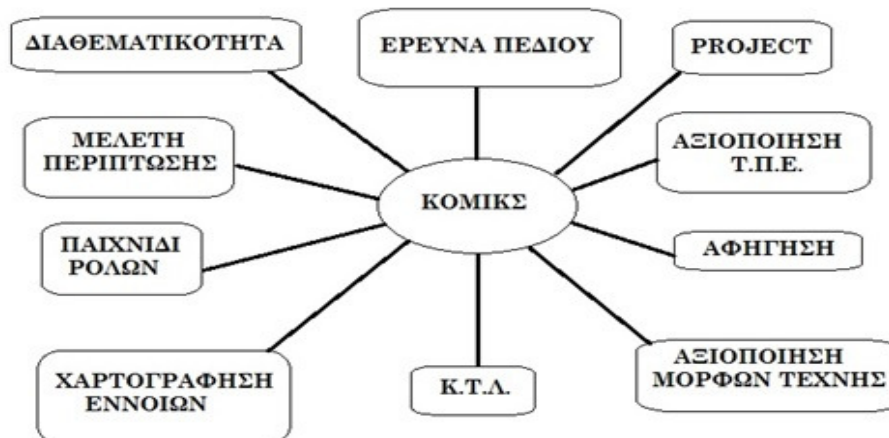 ΔΙΑΘΕΜΑΤΙΚΟΤΗΤΑ
ΕΡΕΥΝΑ ΠΕΔΙΟΥ
PROJECT
ΜΕΛΕΤΗ
ΠΕΡΙΠΤΩΣΗΣ
ΑΞΙΟΠΟΙΗΣΗ
Τ.Π.Ε.
ΚΟΜΙΚΣ
ΠΑΙΧΝΙΔΙ
ΡΟΛΩΝ
ΑΦΗΓΗΣΗ
ΧΑΡΤΟΓΡΑΦΗΣΗ
ΕΝΝΟΙΩΝ
Κ.Τ.Λ.
ΑΞΙΟΠΟΙΗΣΗ
ΜΟΡΦΩΝ ΤΕΧΝΗΣ